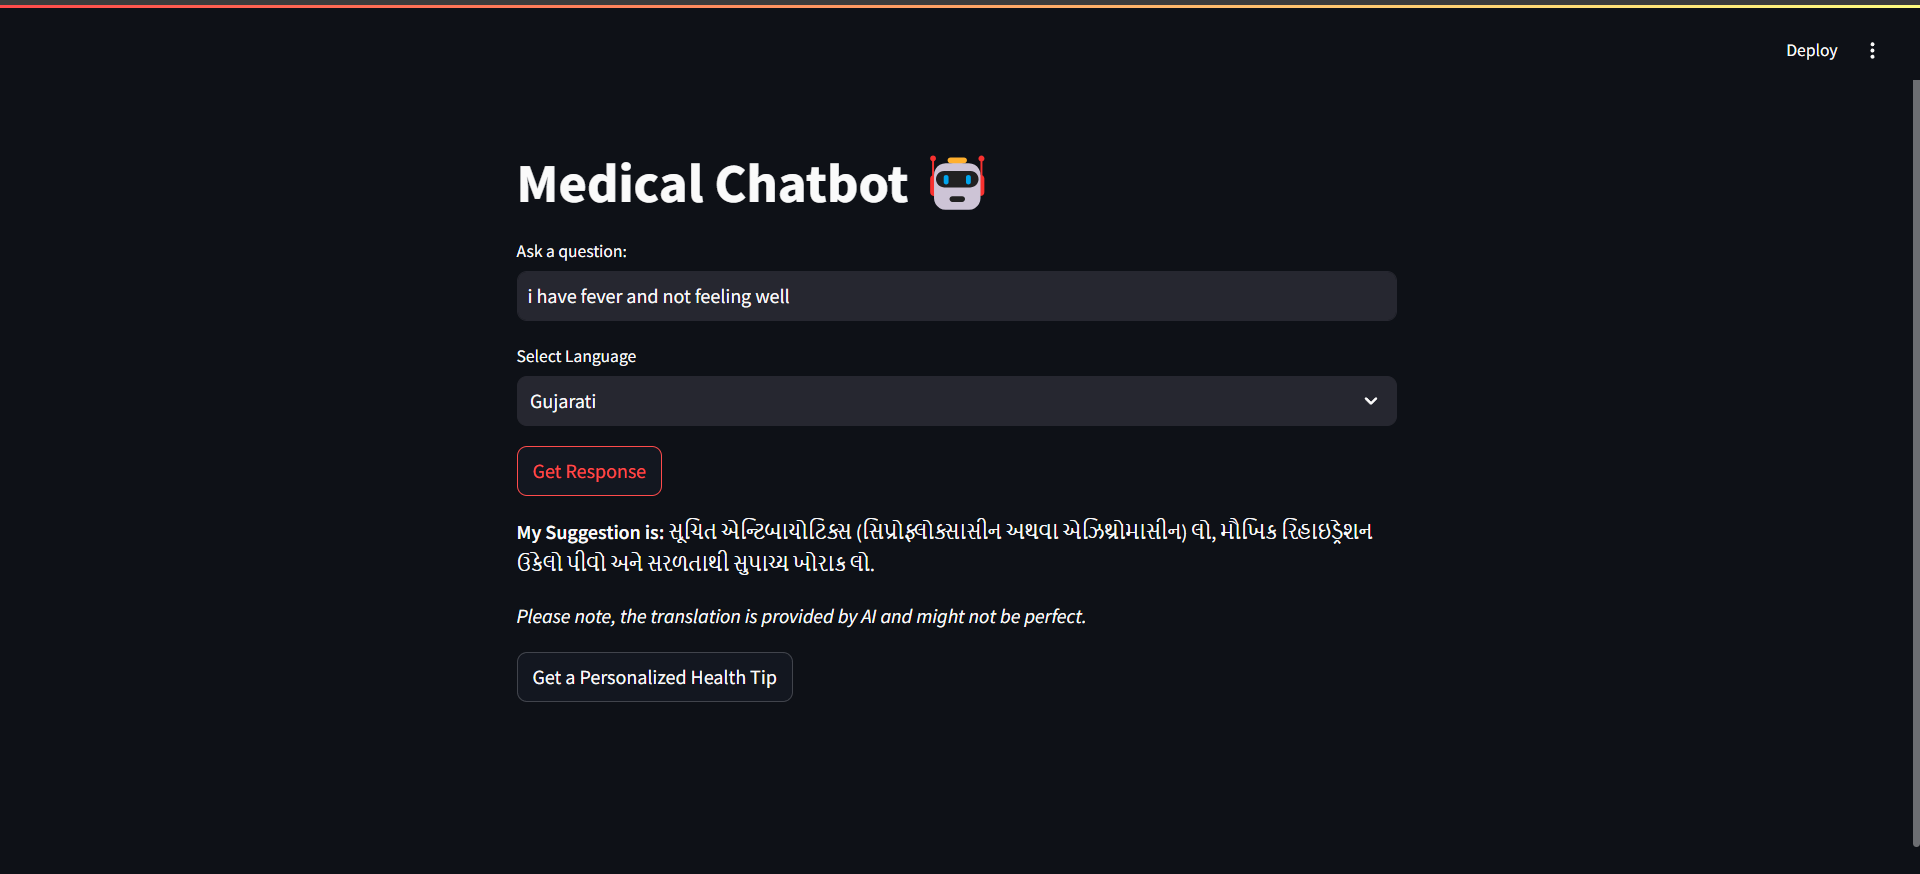 Deploy
Medical Chatbot
Ask a question:
i have fever and not feeling well
Select Language
Gujarati
Get Response
My Suggestion is: સૂચિત એન્ટિબાયોટિક્સ (સિપ્રોફ્લોક્સાસીન અથવા એઝિથ્રોમાસીન) લો, મૌખિક રિહાઇડ્રેશન
ઉકેલો પીવો અને સરળતાથી સુપાચ્ય ખોરાક લો.
Please note, the translation is provided by AI and might not be perfect.
Get a Personalized Health Tip